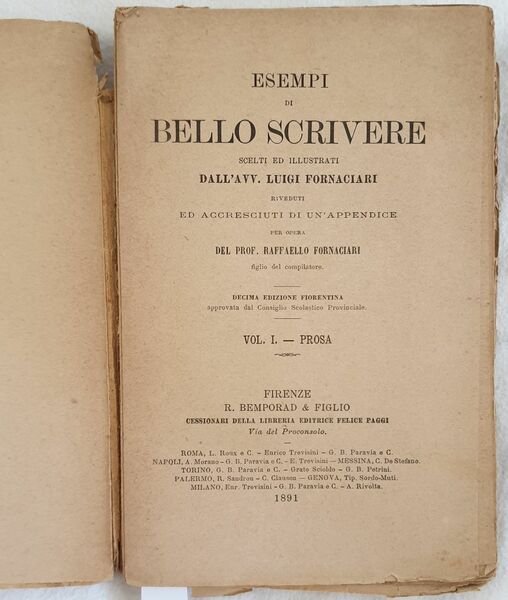 ESEMPI
DI
BELLO SCRIVERE
SCELTI ED ILLUSTRATI
DALL'AVV. LUIGI FORNACIARI
RIVEDUTI
ED ACCRESCIUTI DI UN'APPENDICE
PER OPERA
DEL PROF. RAFFAELLO FORNACIARI
figlio del compilatore.
DECIMA EDIZIONE FIORENTINA
approvata dal Consiglio Scolastico Provinciale.
VOL. I. — PROSA
FIRENZE
R. BEMPORAD & FIGLIO
CESSIONARI DELLA LIBRERIA EDITRICE FELICE PAGGI
Via del Proconsolo.
ROMA, L. Roux e C. – Enrico Trevisini – G. B. Paravia e C.
NAPOLI, A. Morano – G. B. Paravia e C. – E. Trevisini — MESSINA, C. De Stefano.
TORINO, G. B. Paravia e C. – Grato Scioldo – G. B. Petrini.
PALERMO, R. Sandron – C. Clausen — GENOVA, Tip. Sordo-Muti.
MILANO, Enr. Trevisini – G. B. Paravia e C. – A. Rivolta.
1891